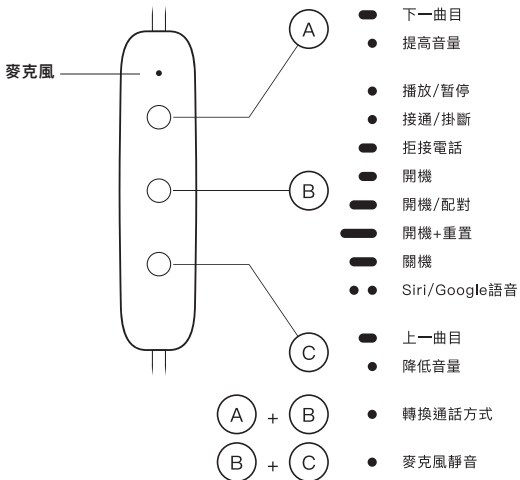 A
下一曲目
提高音量
麥克風
播放/暫停
接通/掛斷
拒接電話
B
開機
開機/配對
開機+重置
關機
Siri/Google語音
C
上一曲目
降低音量
A + B
轉換通話方式
B + C
麥克風靜音